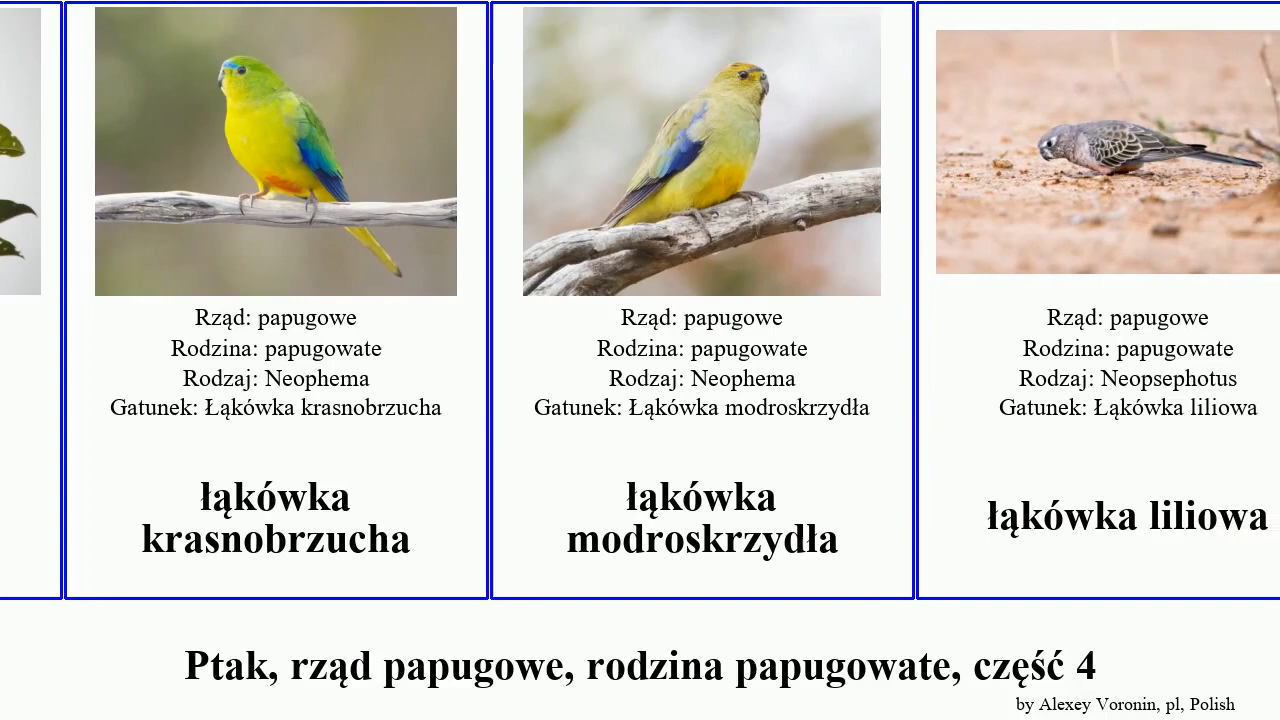 Rząd: papugowe
Rodzina: papugowate
Rodzaj: Neophema
Gatunek: Łąkówka krasnobrzucha
łąkówka
krasnobrzucha
Rząd: papugowe
Rodzina: papugowate
Rodzaj: Neophema
Gatunek: Łąkówka modroskrzydła
łąkówka
modroskrzydła
Rząd: papugowe
Rodzina: papugowate
Rodzaj: Neopsephotus
Gatunek: Łąkówka liliowa
łąkówka liliowa
Ptak, rząd papugowe, rodzina papugowate, część 4
by Alexey Voronin, pl, Polish